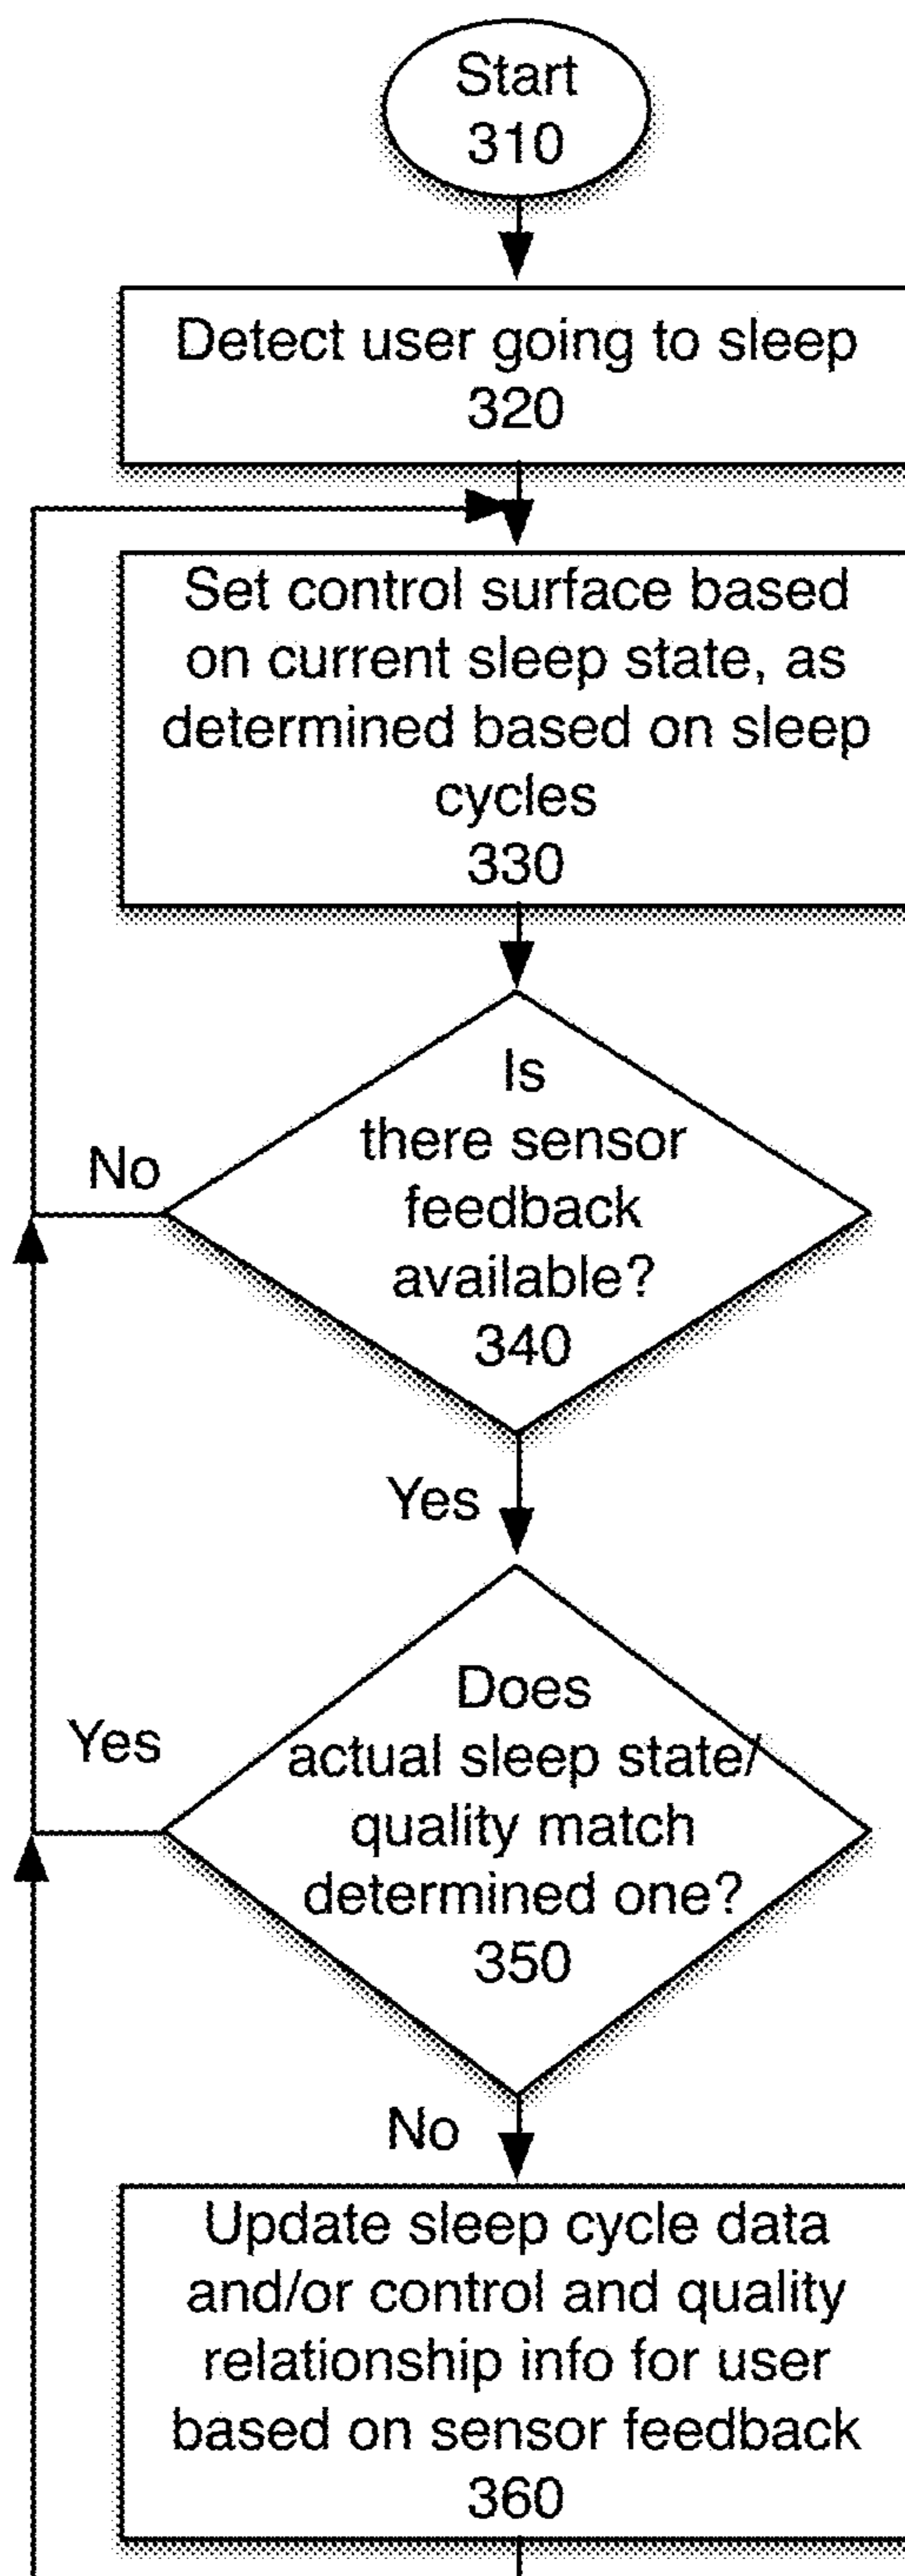 Start
310
Detect user going to sleep
320
Set control surface based
on current sleep state, as
determined based on sleep
cycles
330
Is
there sensor
feedback
available?
340
No
Yes
Does
actual sleep state/
quality match
determined one?
350
Yes
No
Update sleep cycle data
and/or control and quality
relationship info for user
based on sensor feedback
360